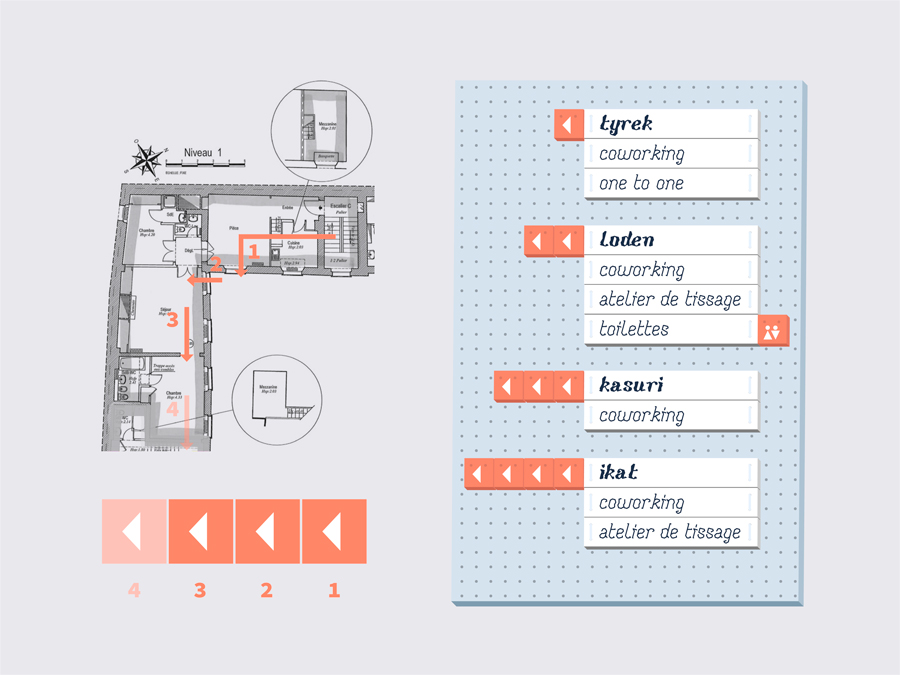 Niveau 1
O
N
S
E
Mezzanine
Chambre
WC
Dégt.
Pièce
Entrée
Cuisine
Escalier C
Palier
1
2
Séjour
3
Chambre
4
Mezzanine
4
3
2
1
tyrek
coworking
one to one
loden
coworking
atelier de tissage
toilettes
kasuri
coworking
ikat
coworking
atelier de tissage